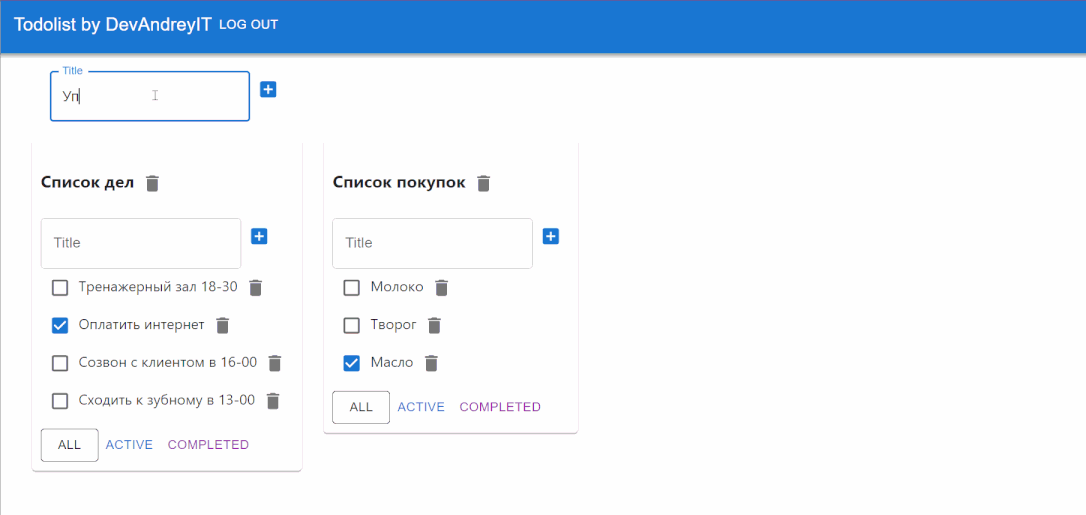 Todolist by DevAndreyIT LOG OUT
Title
Уп
Список дел
Title
Тренажерный зал 18-30
Оплатить интернет
Созвон с клиентом в 16-00
Сходить к зубному в 13-00
ALL ACTIVE COMPLETED
Список покупок
Title
Молоко
Творог
Масло
ALL ACTIVE COMPLETED